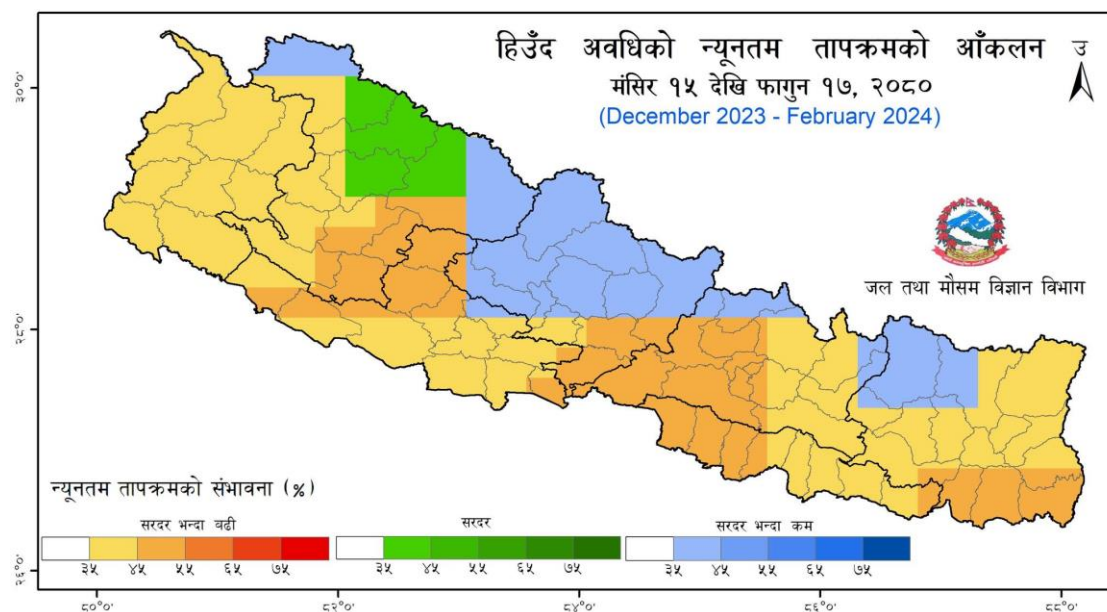 हिउँद अवधिको न्यूनतम तापक्रमको आँकलन
मंसिर १५ देखि फागुन १७, २०८०
(December 2023 - February 2024)
उ
जल तथा मौसम विज्ञान विभाग
न्यूनतम तापक्रमको संभावना (%)
सरदर भन्दा बढी
३५ ४५ ५५ ६५ ७५
सरदर
३५ ४५ ५५ ६५ ७५
सरदर भन्दा कम
३५ ४५ ५५ ६५ ७५
३०°०'
२८°०'
२६°०'
८०°०' ८२°०' ८४°०' ८६°०' ८८°०'